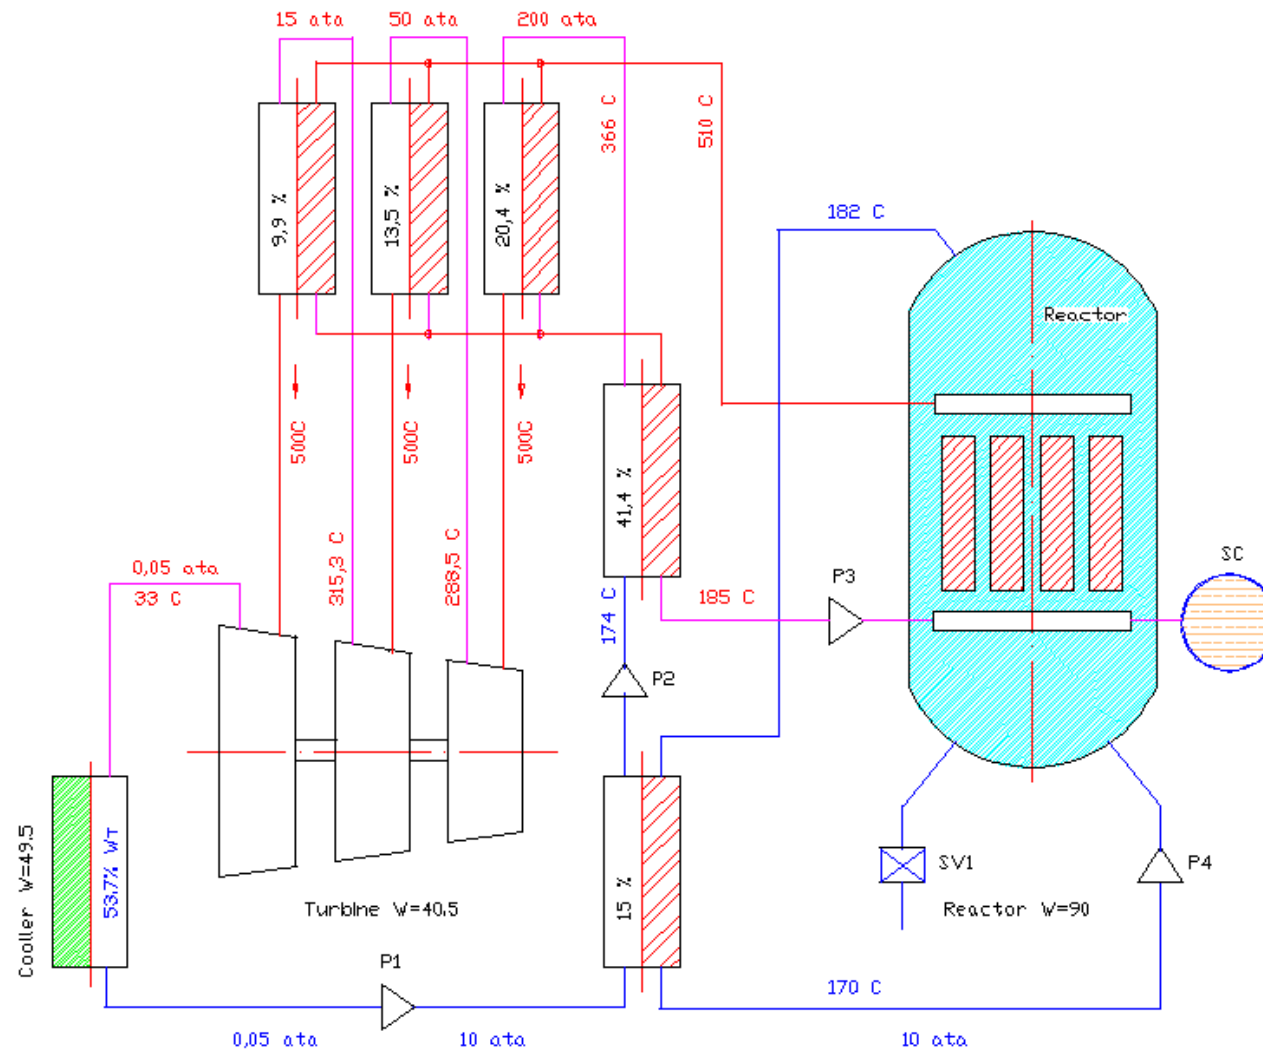 15 ata
50 ata
200 ata
366 C
510 C
9,9 %
13,5 %
20,4 %
182 C
Reactor
500C
500C
500C
41,4 %
315,3 C
288,5 C
0,05 ata
33 C
174 C
185 C
P3
SC
P2
Cooller W=49.5
53.7% Wт
Turbine W=40.5
15 %
SV1
P4
Reactor W=90
P1
170 C
0,05 ata
10 ata
10 ata